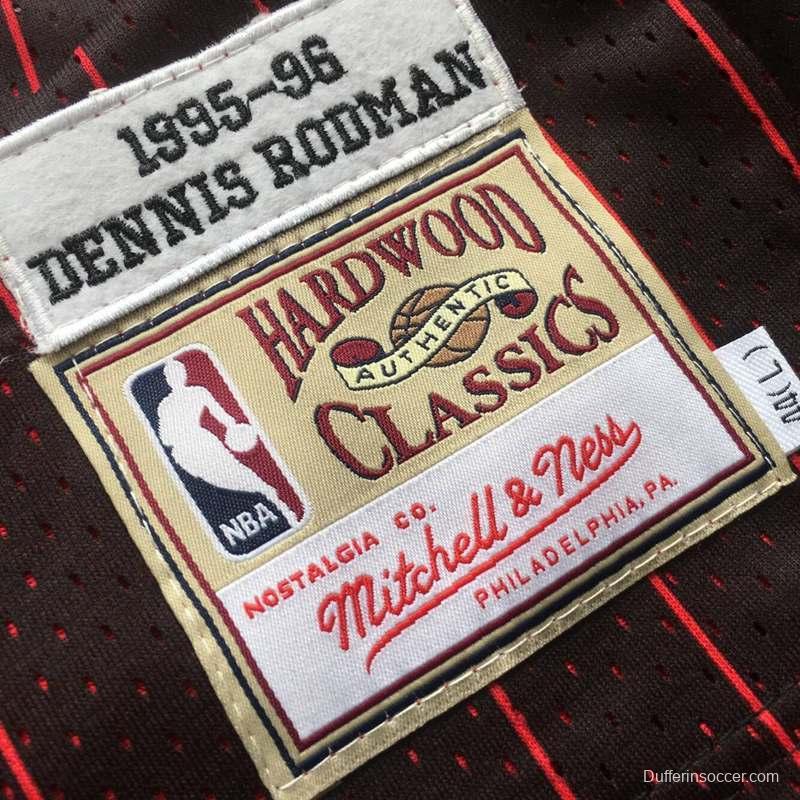 1995-96
DENNIS RODMAN
HARDWOOD
AUTHENTIC
CLASSICS
NBA
NOSTALGIA CO.
Mitchell & Ness
PHILADELPHIA, PA.
44(L)
Dufferinsoccer.com